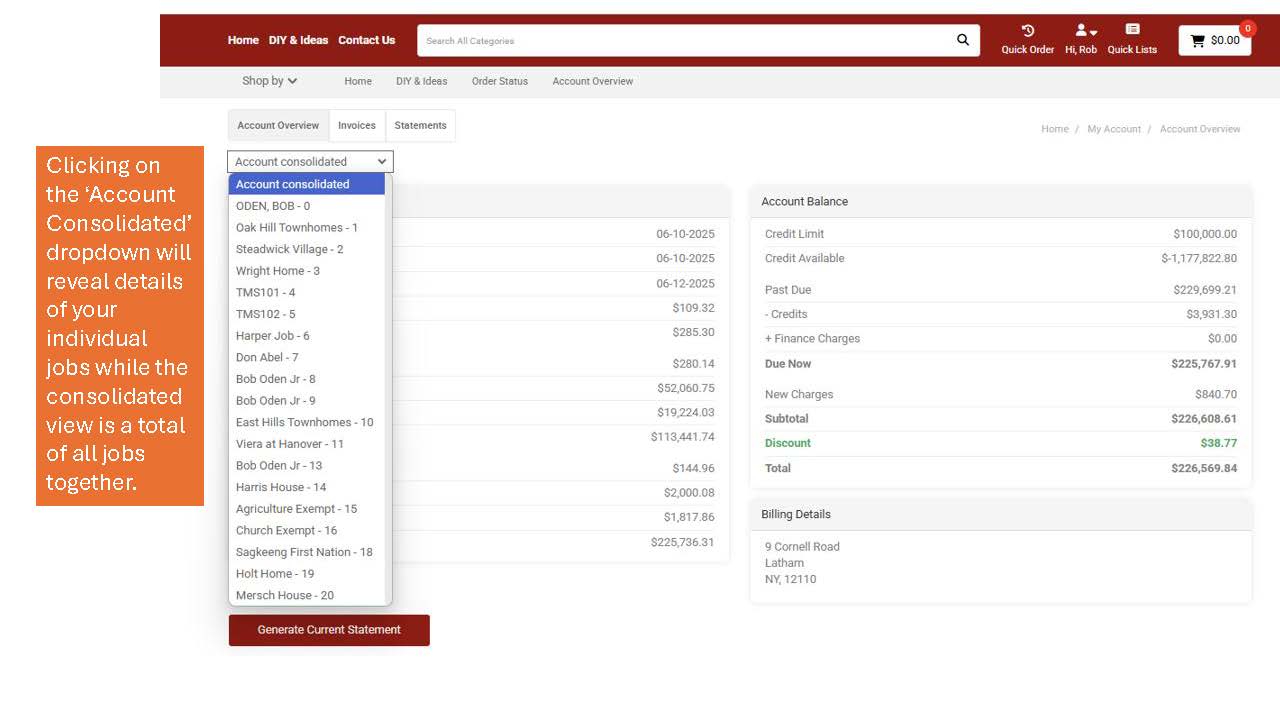 Home DIY & Ideas Contact Us
Search All Categories
Quick Order
Hi, Rob
Quick Lists
$0.00
0
Shop by
Home DIY & Ideas Order Status Account Overview
Account Overview Invoices Statements
Home / My Account / Account Overview
Clicking on
the ‘Account
Consolidated’
dropdown will
reveal details
of your
individual
jobs while the
consolidated
view is a total
of all jobs
together.
Account consolidated
Account consolidated
ODEN, BOB - 0
Oak Hill Townhomes - 1
Steadwick Village - 2
Wright Home - 3
TMS101 - 4
TMS102 - 5
Harper Job - 6
Don Abel - 7
Bob Oden Jr - 8
Bob Oden Jr - 9
East Hills Townhomes - 10
Viera at Hanover - 11
Bob Oden Jr - 13
Harris House - 14
Agriculture Exempt - 15
Church Exempt - 16
Sagkeeng First Nation - 18
Holt Home - 19
Mersch House - 20
06-10-2025
06-10-2025
06-12-2025
$109.32
$285.30
$280.14
$52,060.75
$19,224.03
$113,441.74
$144.96
$2,000.08
$1,817.86
$225,736.31
Generate Current Statement
Account Balance
Credit Limit $100,000.00
Credit Available $-1,177,822.80
Past Due $229,699.21
- Credits $3,931.30
+ Finance Charges $0.00
Due Now $225,767.91
New Charges $840.70
Subtotal $226,608.61
Discount $38.77
Total $226,569.84
Billing Details
9 Cornell Road
Latham
NY, 12110